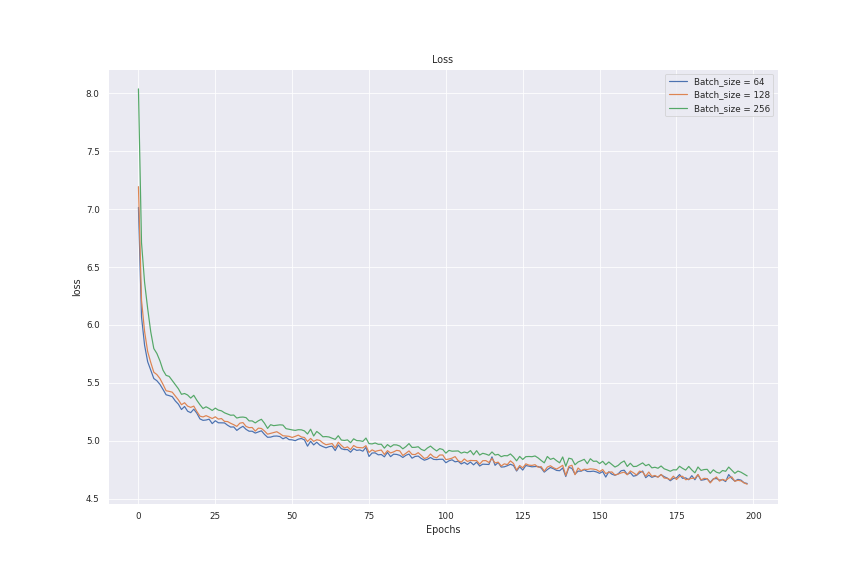 Loss
Batch_size = 64
Batch_size = 128
Batch_size = 256
8.0
7.5
7.0
6.5
6.0
5.5
5.0
4.5
loss
0 25 50 75 100 125 150 175 200
Epochs